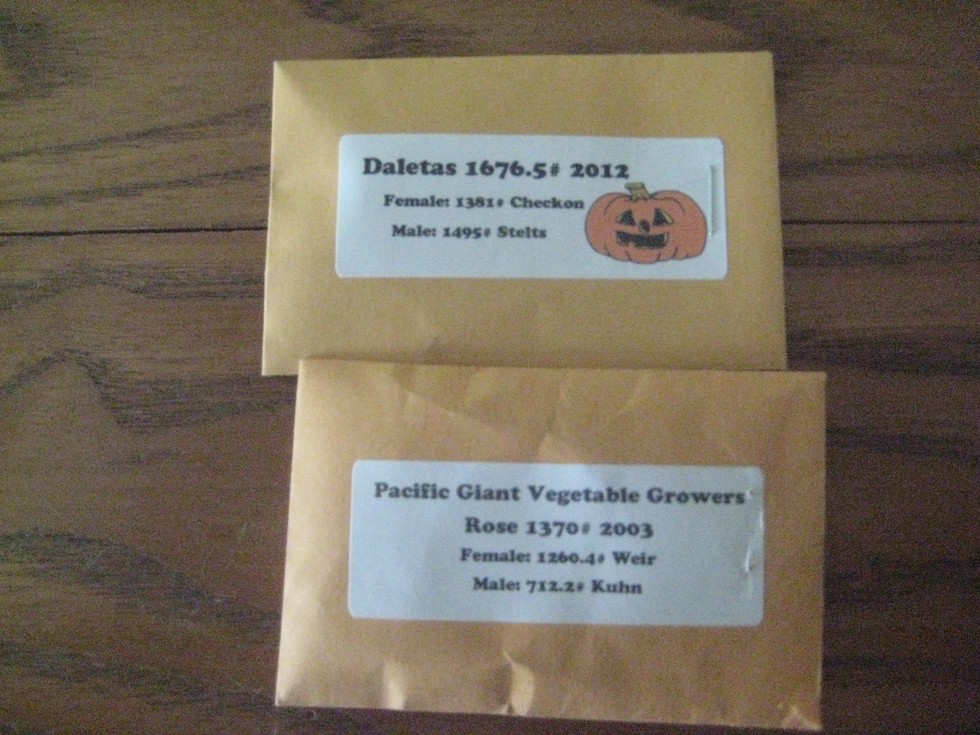 Daletas 1676.5# 2012
Female: 1381# Checkon
Male: 1495# Stelts
Pacific Giant Vegetable Growers
Rose 1370# 2003
Female: 1260.4# Weir
Male: 712.2# Kuhn